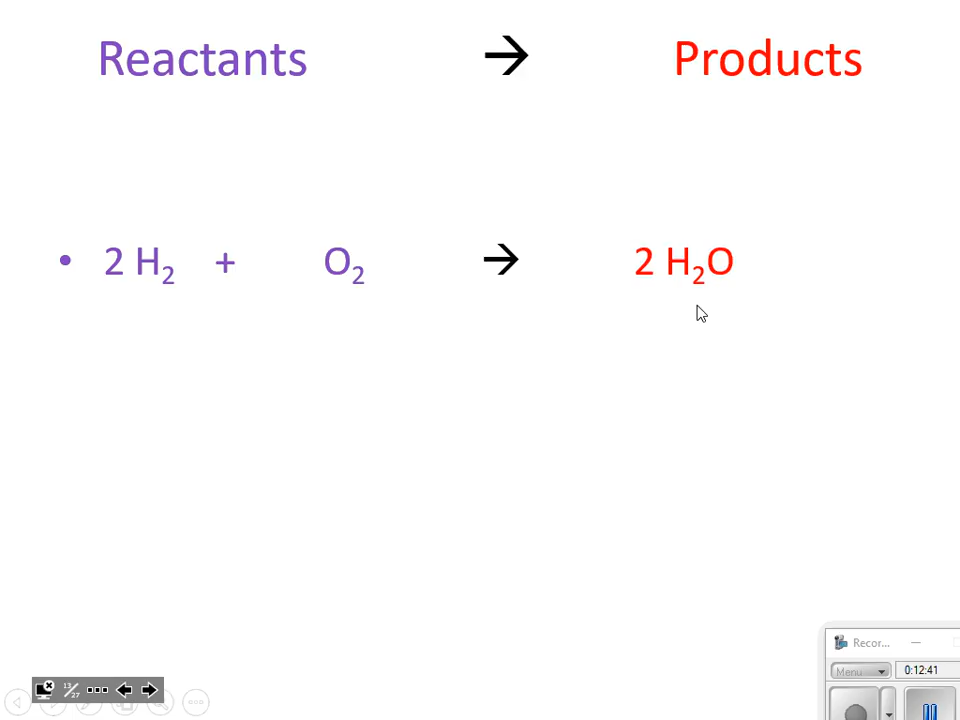 Reactants → Products
• 2 H₂ + O₂ → 2 H₂O
Recor...
Menu 0:12:41
13/27